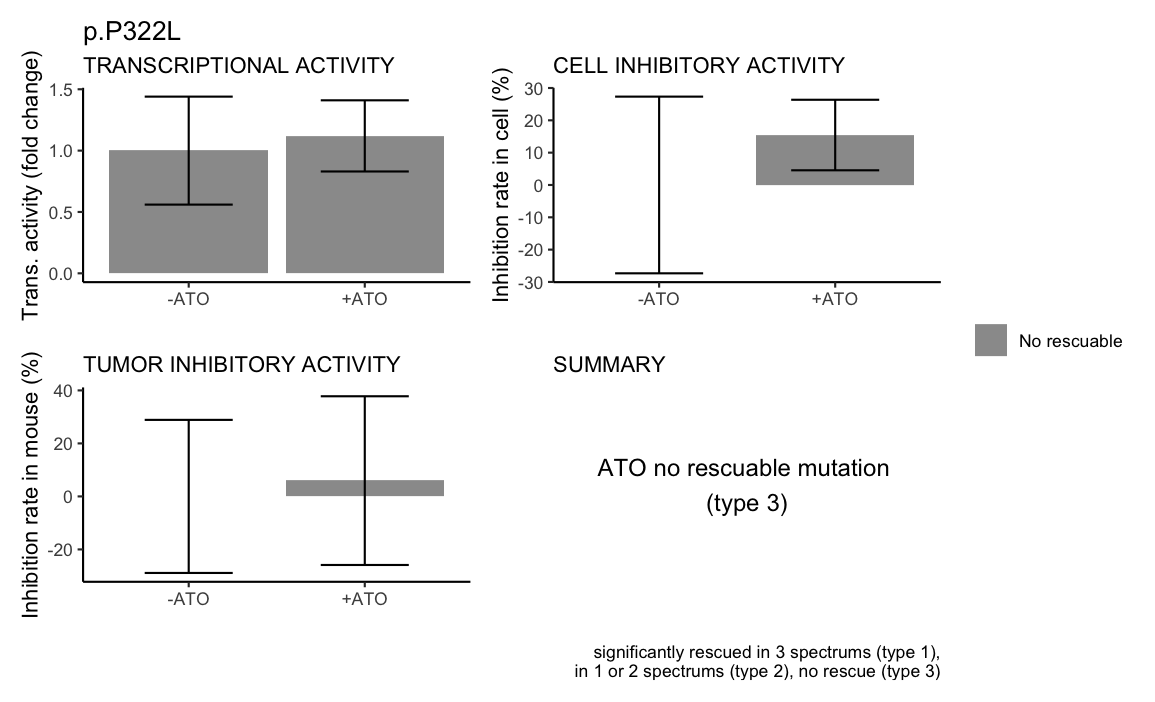 p.P322L
TRANSCRIPTIONAL ACTIVITY
Trans. activity (fold change)
1.5
1.0
0.5
0.0
-ATO +ATO
CELL INHIBITORY ACTIVITY
Inhibition rate in cell (%)
30
20
10
0
-10
-20
-30
-ATO +ATO
No rescuable
TUMOR INHIBITORY ACTIVITY
Inhibition rate in mouse (%)
40
20
0
-20
-ATO +ATO
SUMMARY
ATO no rescuable mutation
(type 3)
significantly rescued in 3 spectrums (type 1),
in 1 or 2 spectrums (type 2), no rescue (type 3)